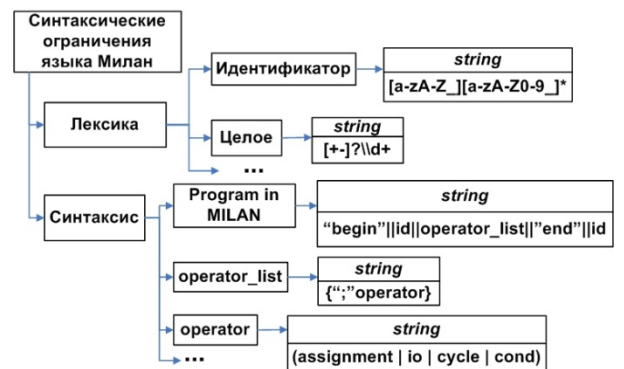 Синтаксические
ограничения
языка Милан
Лексика
Идентификатор
string
[a-zA-Z_][a-zA-Z0-9_]*
Целое
string
[+-]?\\d+
...
Синтаксис
Program in
MILAN
string
“begin”||id||operator_list||”end”||id
operator_list
string
{“;”operator}
operator
string
(assignment | io | cycle | cond)
...